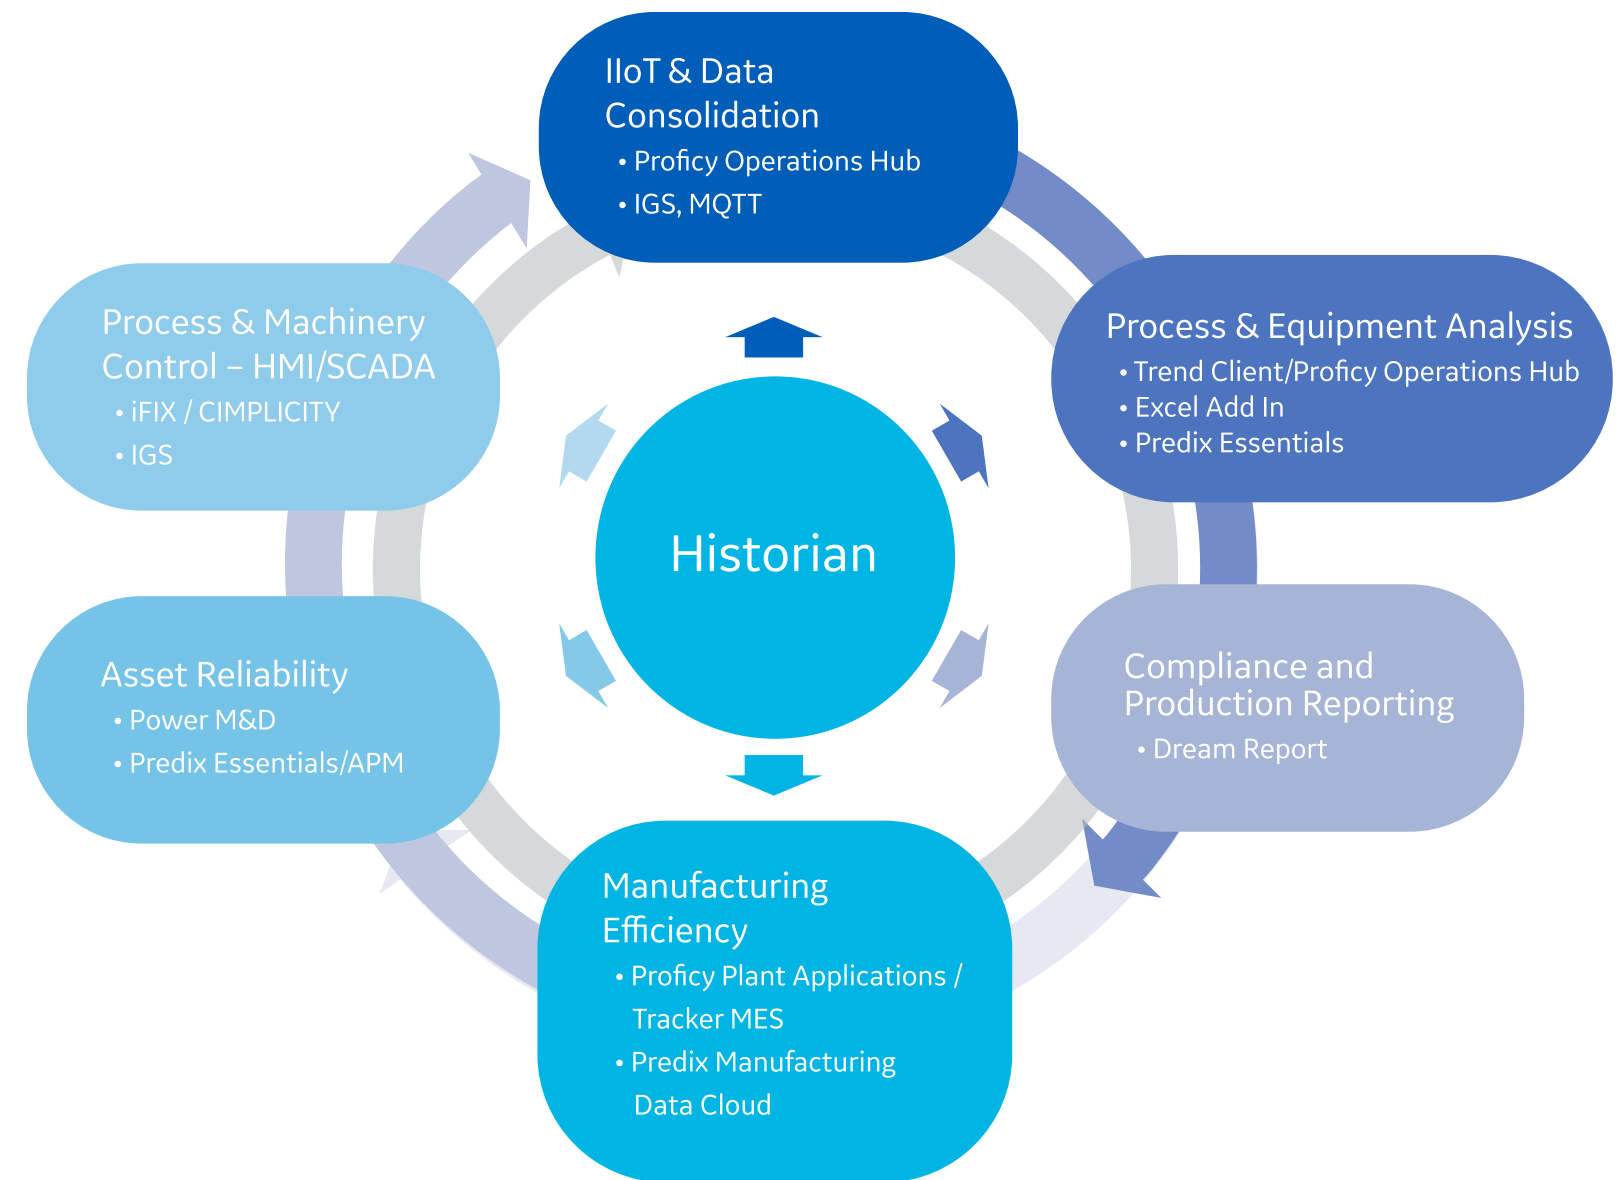 IIoT & Data
Consolidation
• Proficy Operations Hub
• IGS, MQTT
Process & Equipment Analysis
• Trend Client/Proficy Operations Hub
• Excel Add In
• Predix Essentials
Compliance and
Production Reporting
• Dream Report
Manufacturing
Efficiency
• Proficy Plant Applications /
Tracker MES
• Predix Manufacturing
Data Cloud
Asset Reliability
• Power M&D
• Predix Essentials/APM
Process & Machinery
Control – HMI/SCADA
• iFIX / CIMPLICITY
• IGS
Historian